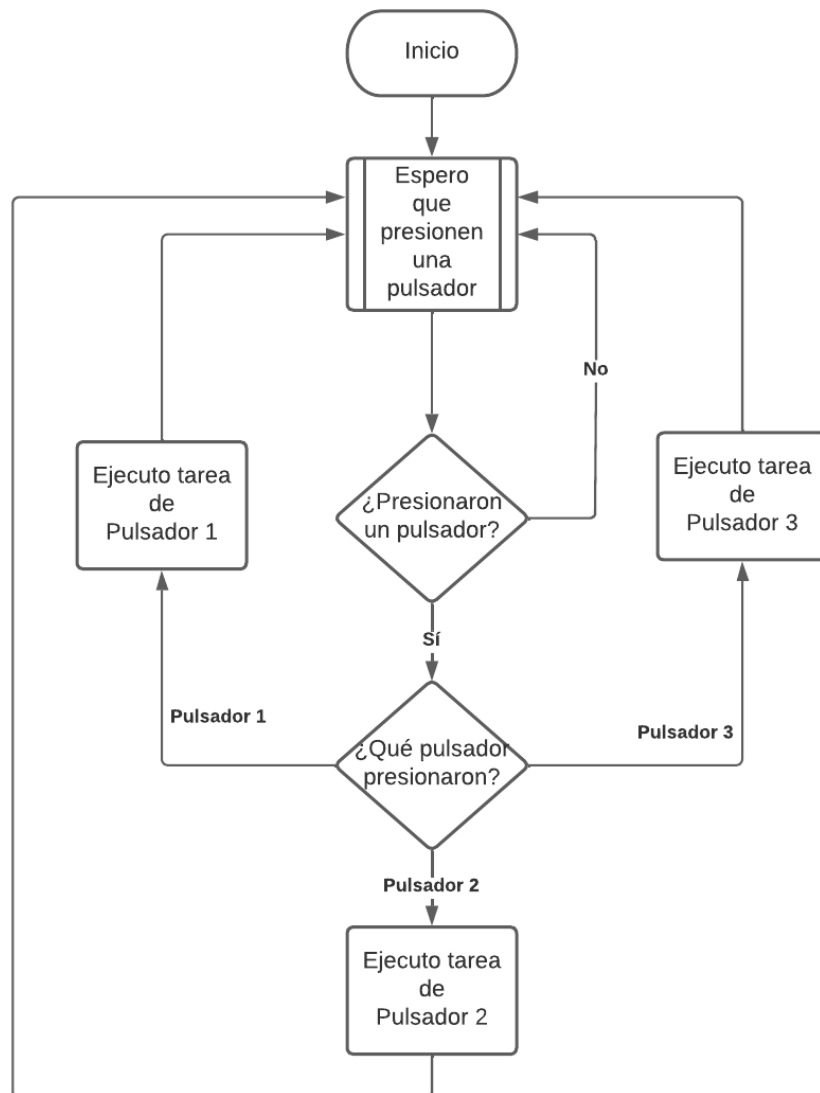 Inicio
Espero
que
presionen
una
pulsador
No
Ejecuto tarea
de
Pulsador 1
¿Presionaron
un pulsador?
Ejecuto tarea
de
Pulsador 3
Sí
Pulsador 1
¿Qué pulsador
presionaron?
Pulsador 3
Pulsador 2
Ejecuto tarea
de
Pulsador 2